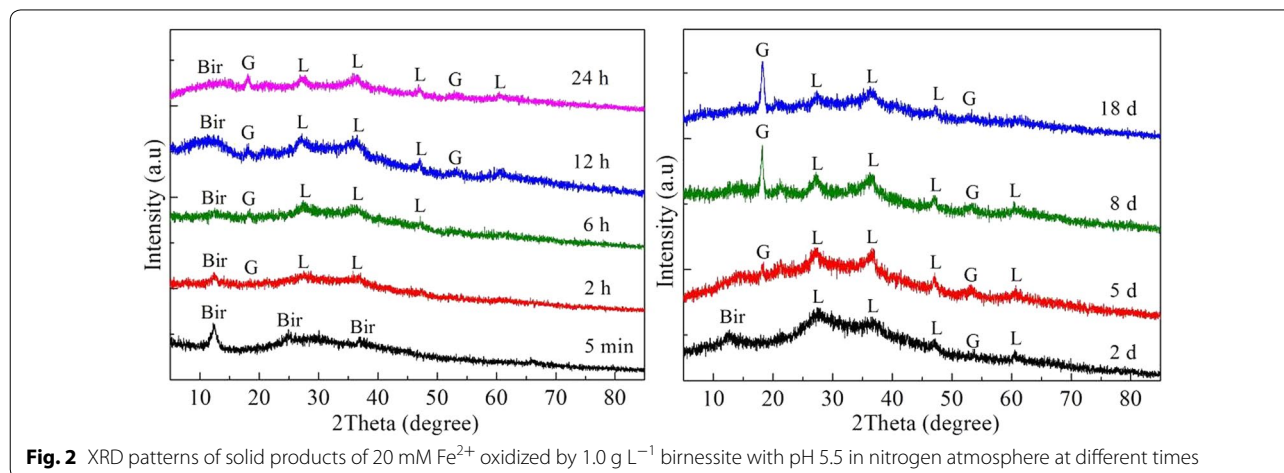 Bir G L L L G L 24 h
Bir G L L L G 12 h
Bir G L L L 6 h
Bir G L L 2 h
Bir Bir Bir 5 min
Intensity (a.u)
10 20 30 40 50 60 70 80
2Theta (degree)
G L L L G 18 d
G L L L G L 8 d
G L L L G L 5 d
Bir L L L G L 2 d
Intensity (a.u)
10 20 30 40 50 60 70 80
2Theta (degree)
Fig. 2 XRD patterns of solid products of 20 mM Fe²⁺ oxidized by 1.0 g L⁻¹ birnessite with pH 5.5 in nitrogen atmosphere at different times